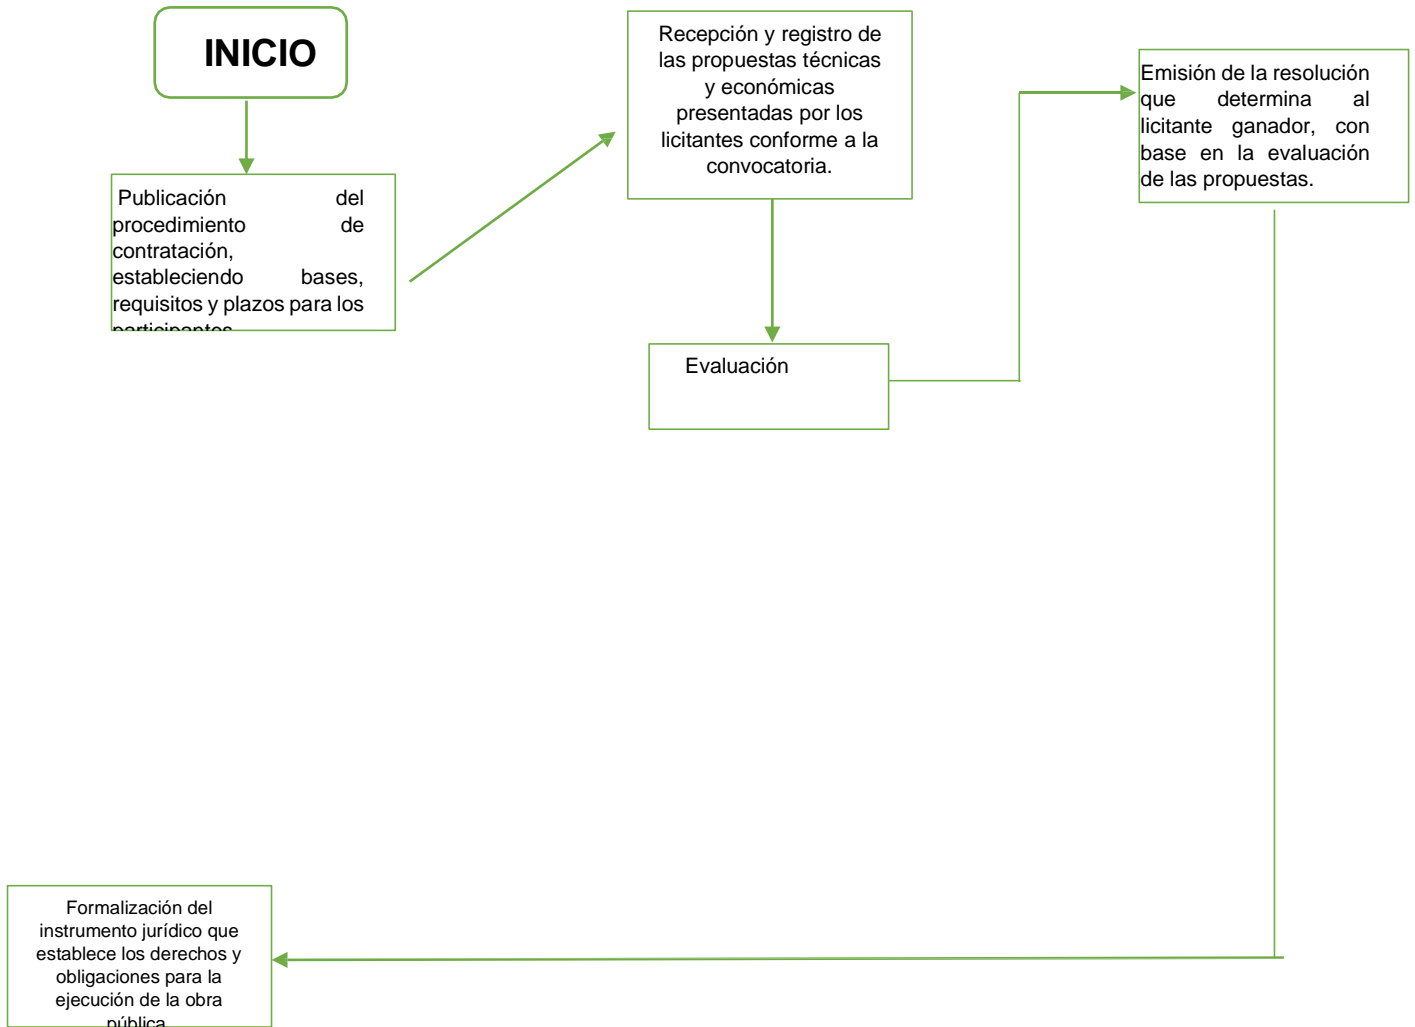 INICIO
Publicación del
procedimiento de
contratación,
estableciendo bases,
requisitos y plazos para los
participantes
Recepción y registro de
las propuestas técnicas
y económicas
presentadas por los
licitantes conforme a la
convocatoria.
Evaluación
Emisión de la resolución
que determina al
licitante ganador, con
base en la evaluación
de las propuestas.
Formalización del
instrumento jurídico que
establece los derechos y
obligaciones para la
ejecución de la obra
pública